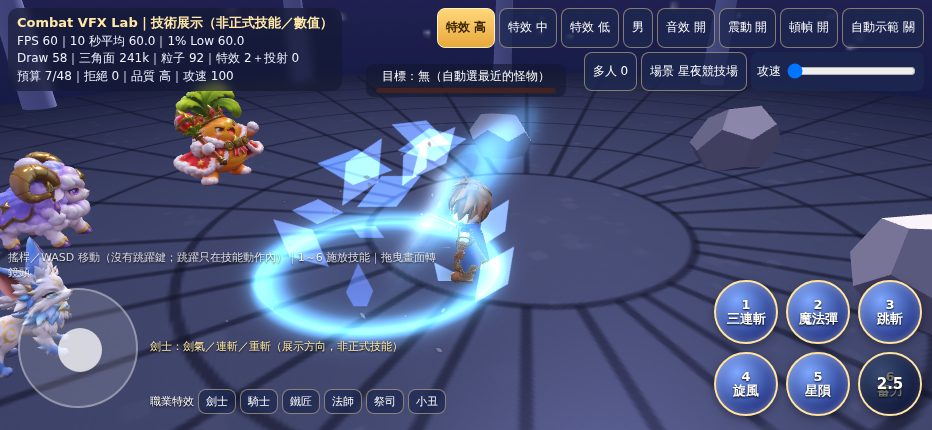 Combat VFX Lab｜技術展示（非正式技能／數值）
FPS 60｜10 秒平均 60.0｜1% Low 60.0
Draw 58｜三角面 241k｜粒子 92｜特效 2＋投射 0
預算 7/48｜拒絕 0｜品質 高｜攻速 100
特效 高
特效 中
特效 低
男
音效 開
震動 開
頓幀 開
自動示範 關
目標：無（自動選最近的怪物）
多人 0
場景 星夜競技場
攻速
搖桿／WASD 移動（沒有跳躍鍵；跳躍只在技能動作內）｜1～6 施放技能｜拖曳畫面轉
鏡頭
1
三連斬
2
魔法彈
3
跳斬
劍士：劍氣／連斬／重斬（展示方向，非正式技能）
4
旋風
5
星隕
2.5
職業特效
劍士
騎士
鐵匠
法師
祭司
小丑